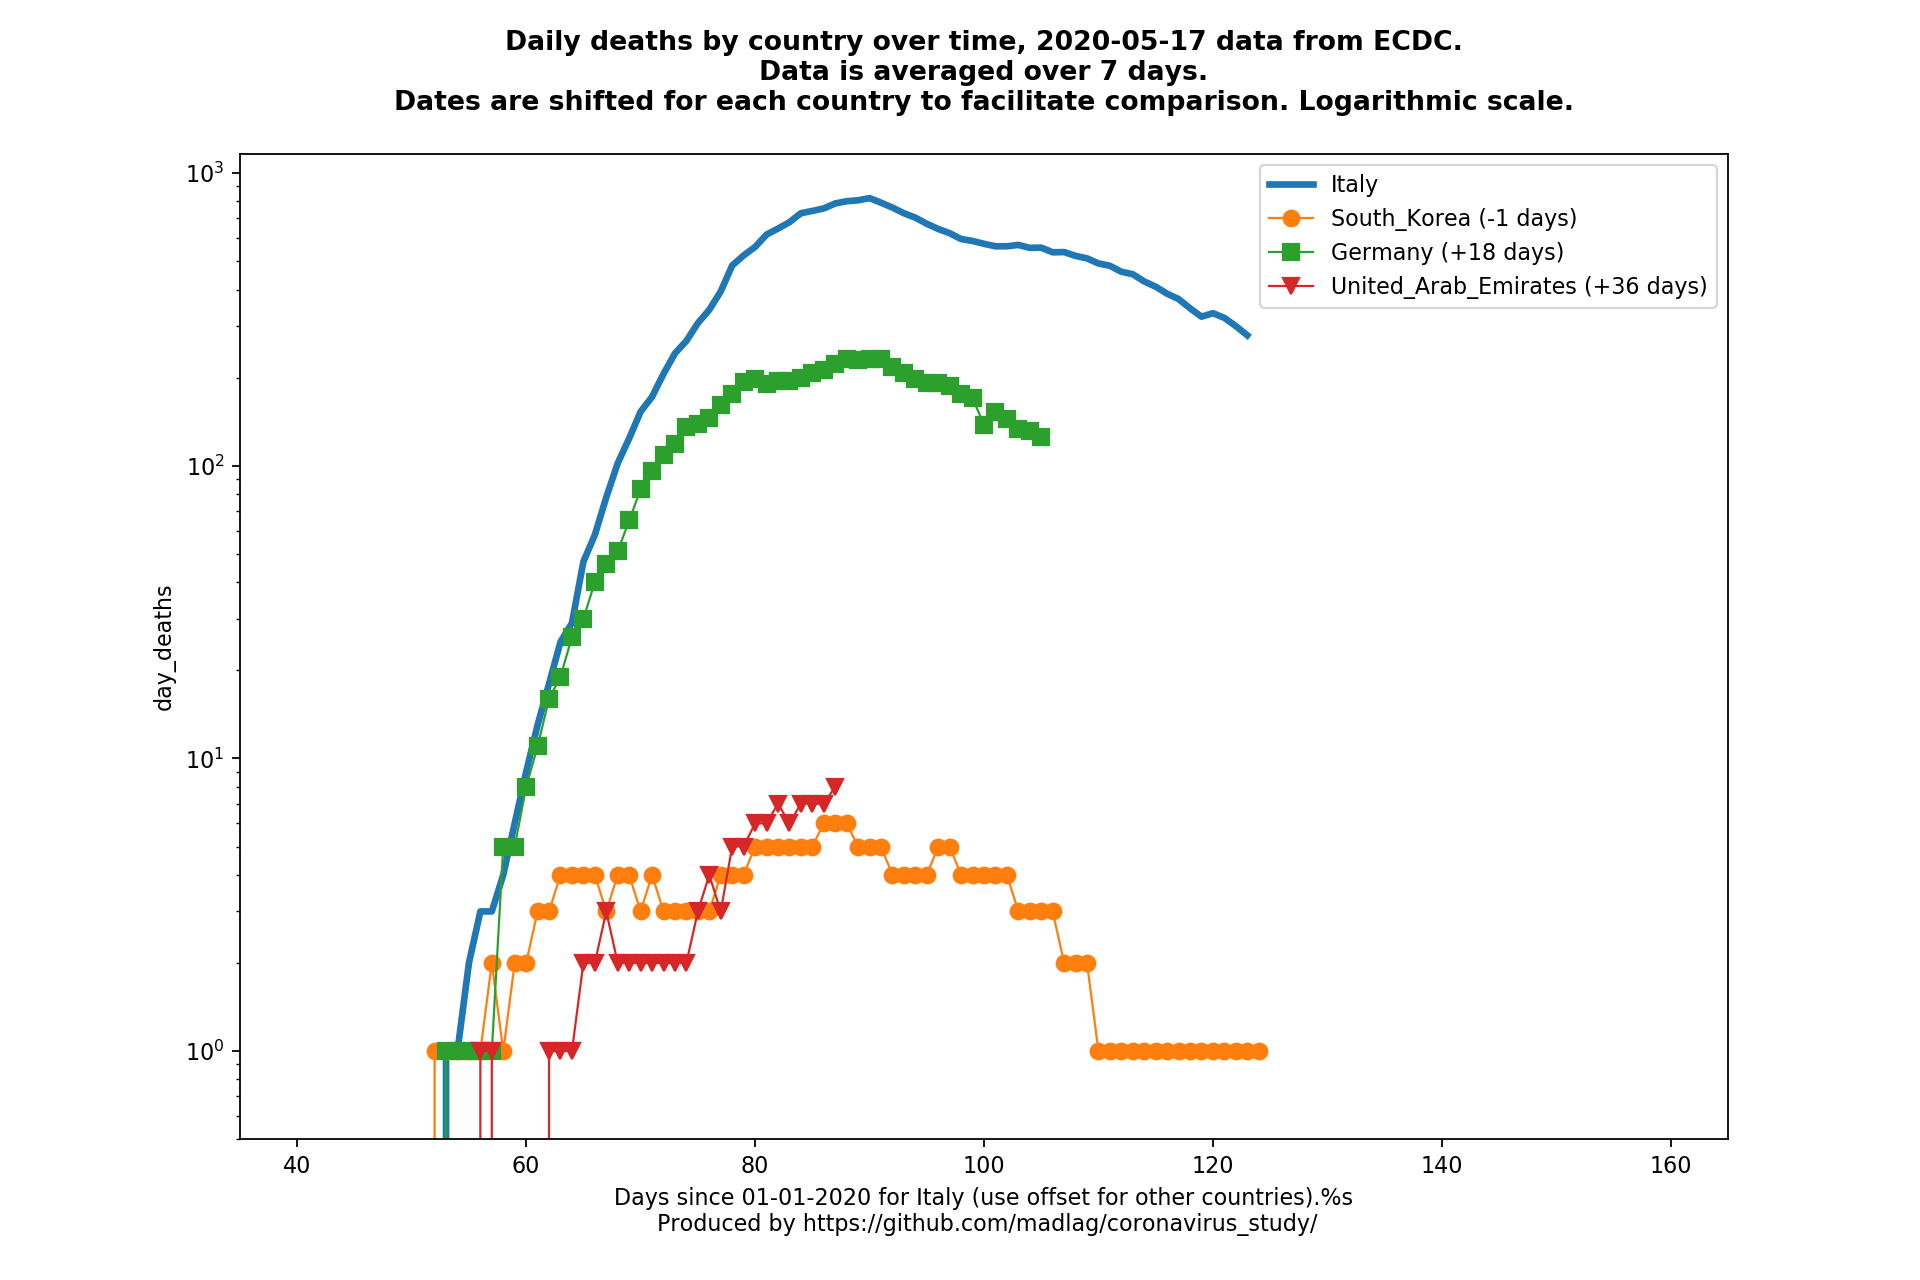 Daily deaths by country over time, 2020-05-17 data from ECDC.
Data is averaged over 7 days.
Dates are shifted for each country to facilitate comparison. Logarithmic scale.
Italy
South_Korea (-1 days)
Germany (+18 days)
United_Arab_Emirates (+36 days)
10³
10²
10¹
10⁰
day_deaths
40 60 80 100 120 140 160
Days since 01-01-2020 for Italy (use offset for other countries).%s
Produced by https://github.com/madlag/coronavirus_study/